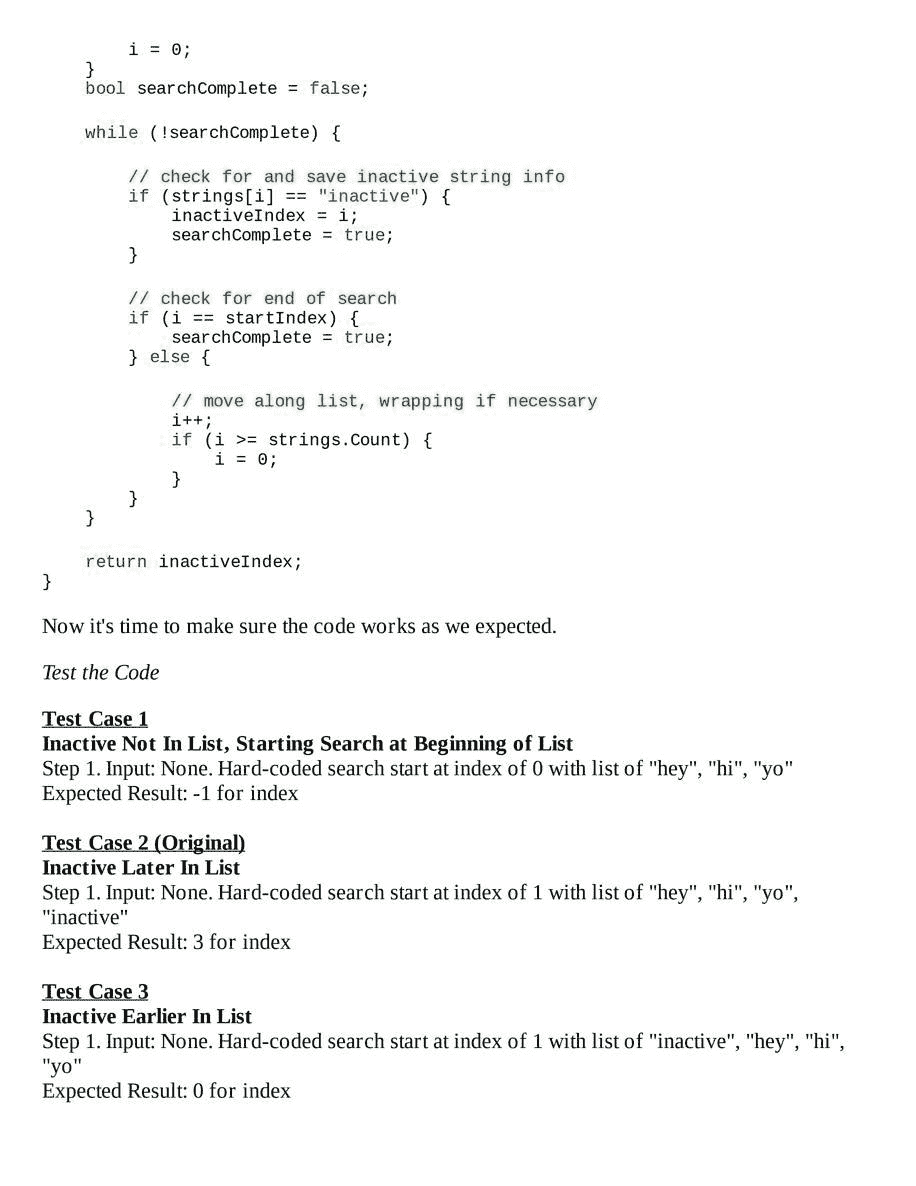 i = 0;
}
bool searchComplete = false;
while (!searchComplete) {
// check for and save inactive string info
if (strings[i] == "inactive") {
inactiveIndex = i;
searchComplete = true;
}
// check for end of search
if (i == startIndex) {
searchComplete = true;
} else {
// move along list, wrapping if necessary
i++;
if (i >= strings.Count) {
i = 0;
}
}
}
return inactiveIndex;
}
Now it's time to make sure the code works as we expected.
Test the Code
Test Case 1
Inactive Not In List, Starting Search at Beginning of List
Step 1. Input: None. Hard-coded search start at index of 0 with list of "hey", "hi", "yo"
Expected Result: -1 for index
Test Case 2 (Original)
Inactive Later In List
Step 1. Input: None. Hard-coded search start at index of 1 with list of "hey", "hi", "yo",
"inactive"
Expected Result: 3 for index
Test Case 3
Inactive Earlier In List
Step 1. Input: None. Hard-coded search start at index of 1 with list of "inactive", "hey", "hi",
"yo"
Expected Result: 0 for index